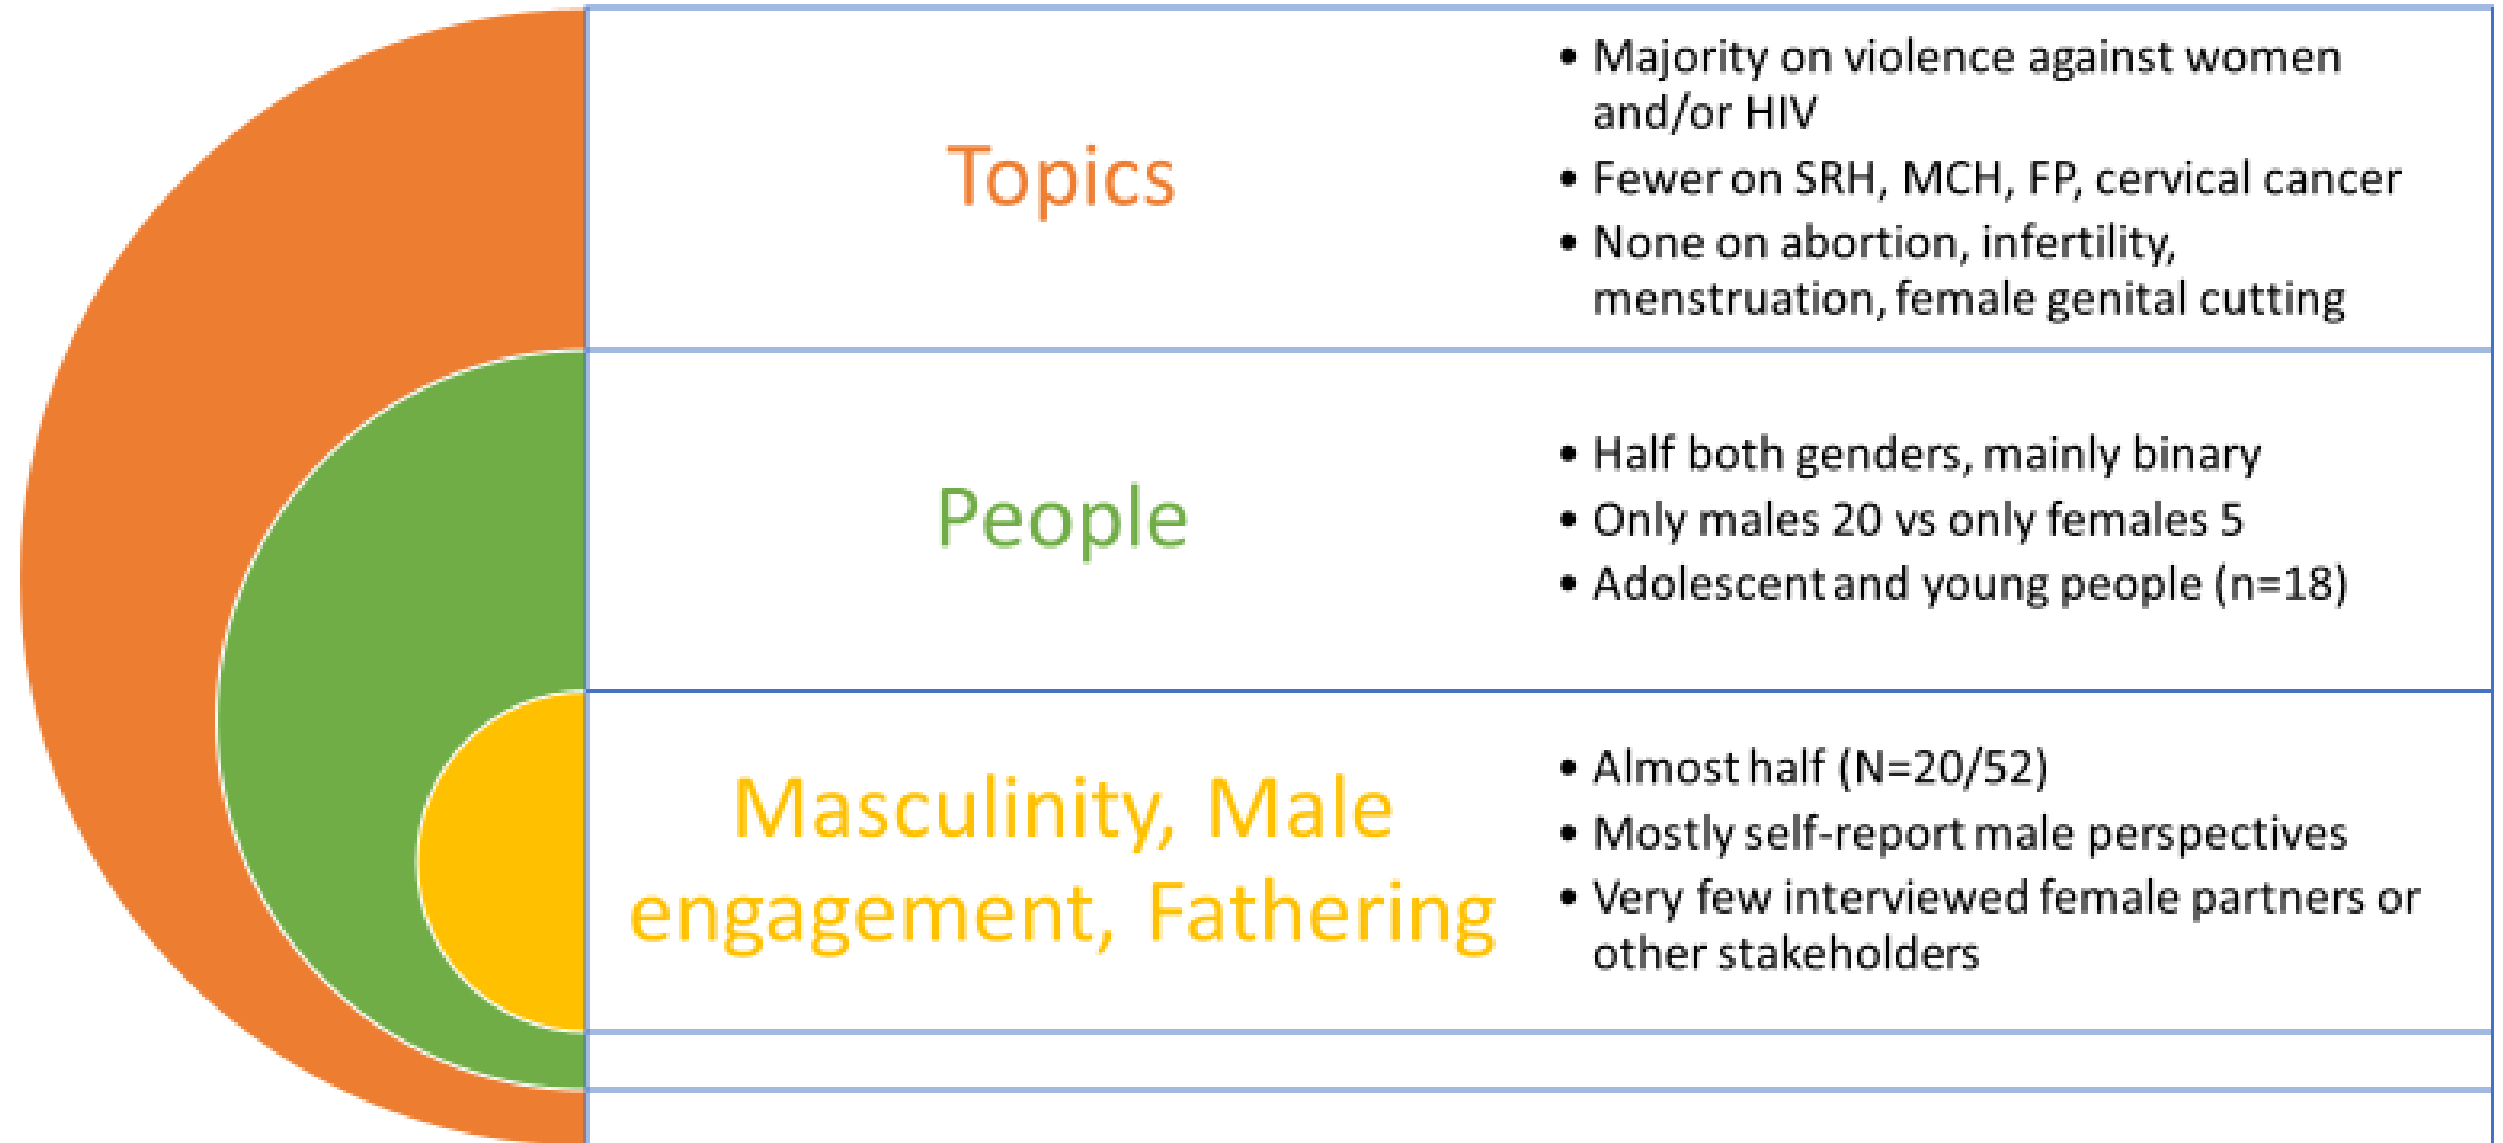 Topics
• Majority on violence against women
and/or HIV
• Fewer on SRH, MCH, FP, cervical cancer
• None on abortion, infertility,
menstruation, female genital cutting
People
• Half both genders, mainly binary
• Only males 20 vs only females 5
• Adolescent and young people (n=18)
Masculinity, Male
engagement, Fathering
• Almost half (N=20/52)
• Mostly self-report male perspectives
• Very few interviewed female partners or
other stakeholders